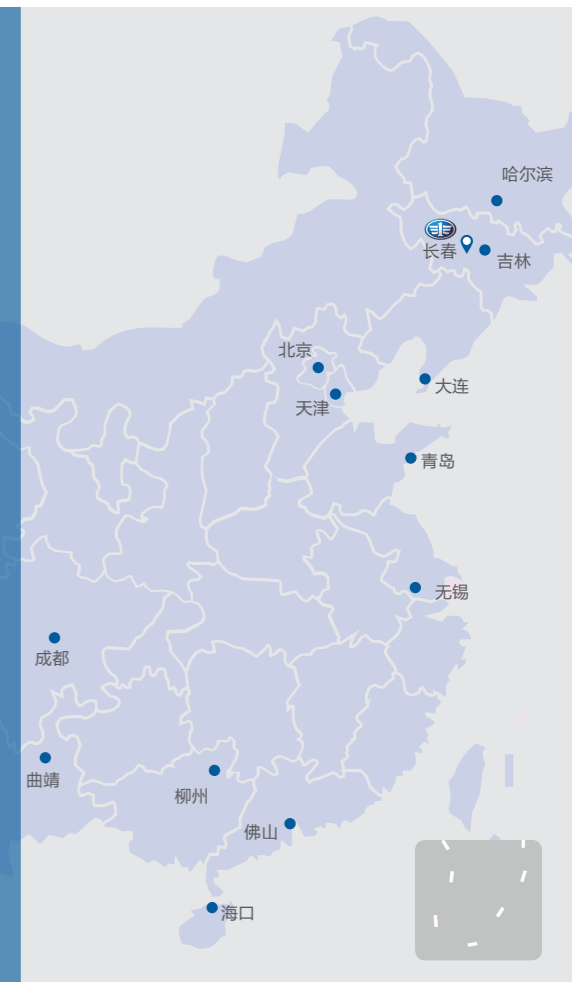 哈尔滨
长春
吉林
北京
大连
天津
青岛
无锡
成都
曲靖
柳州
佛山
海口